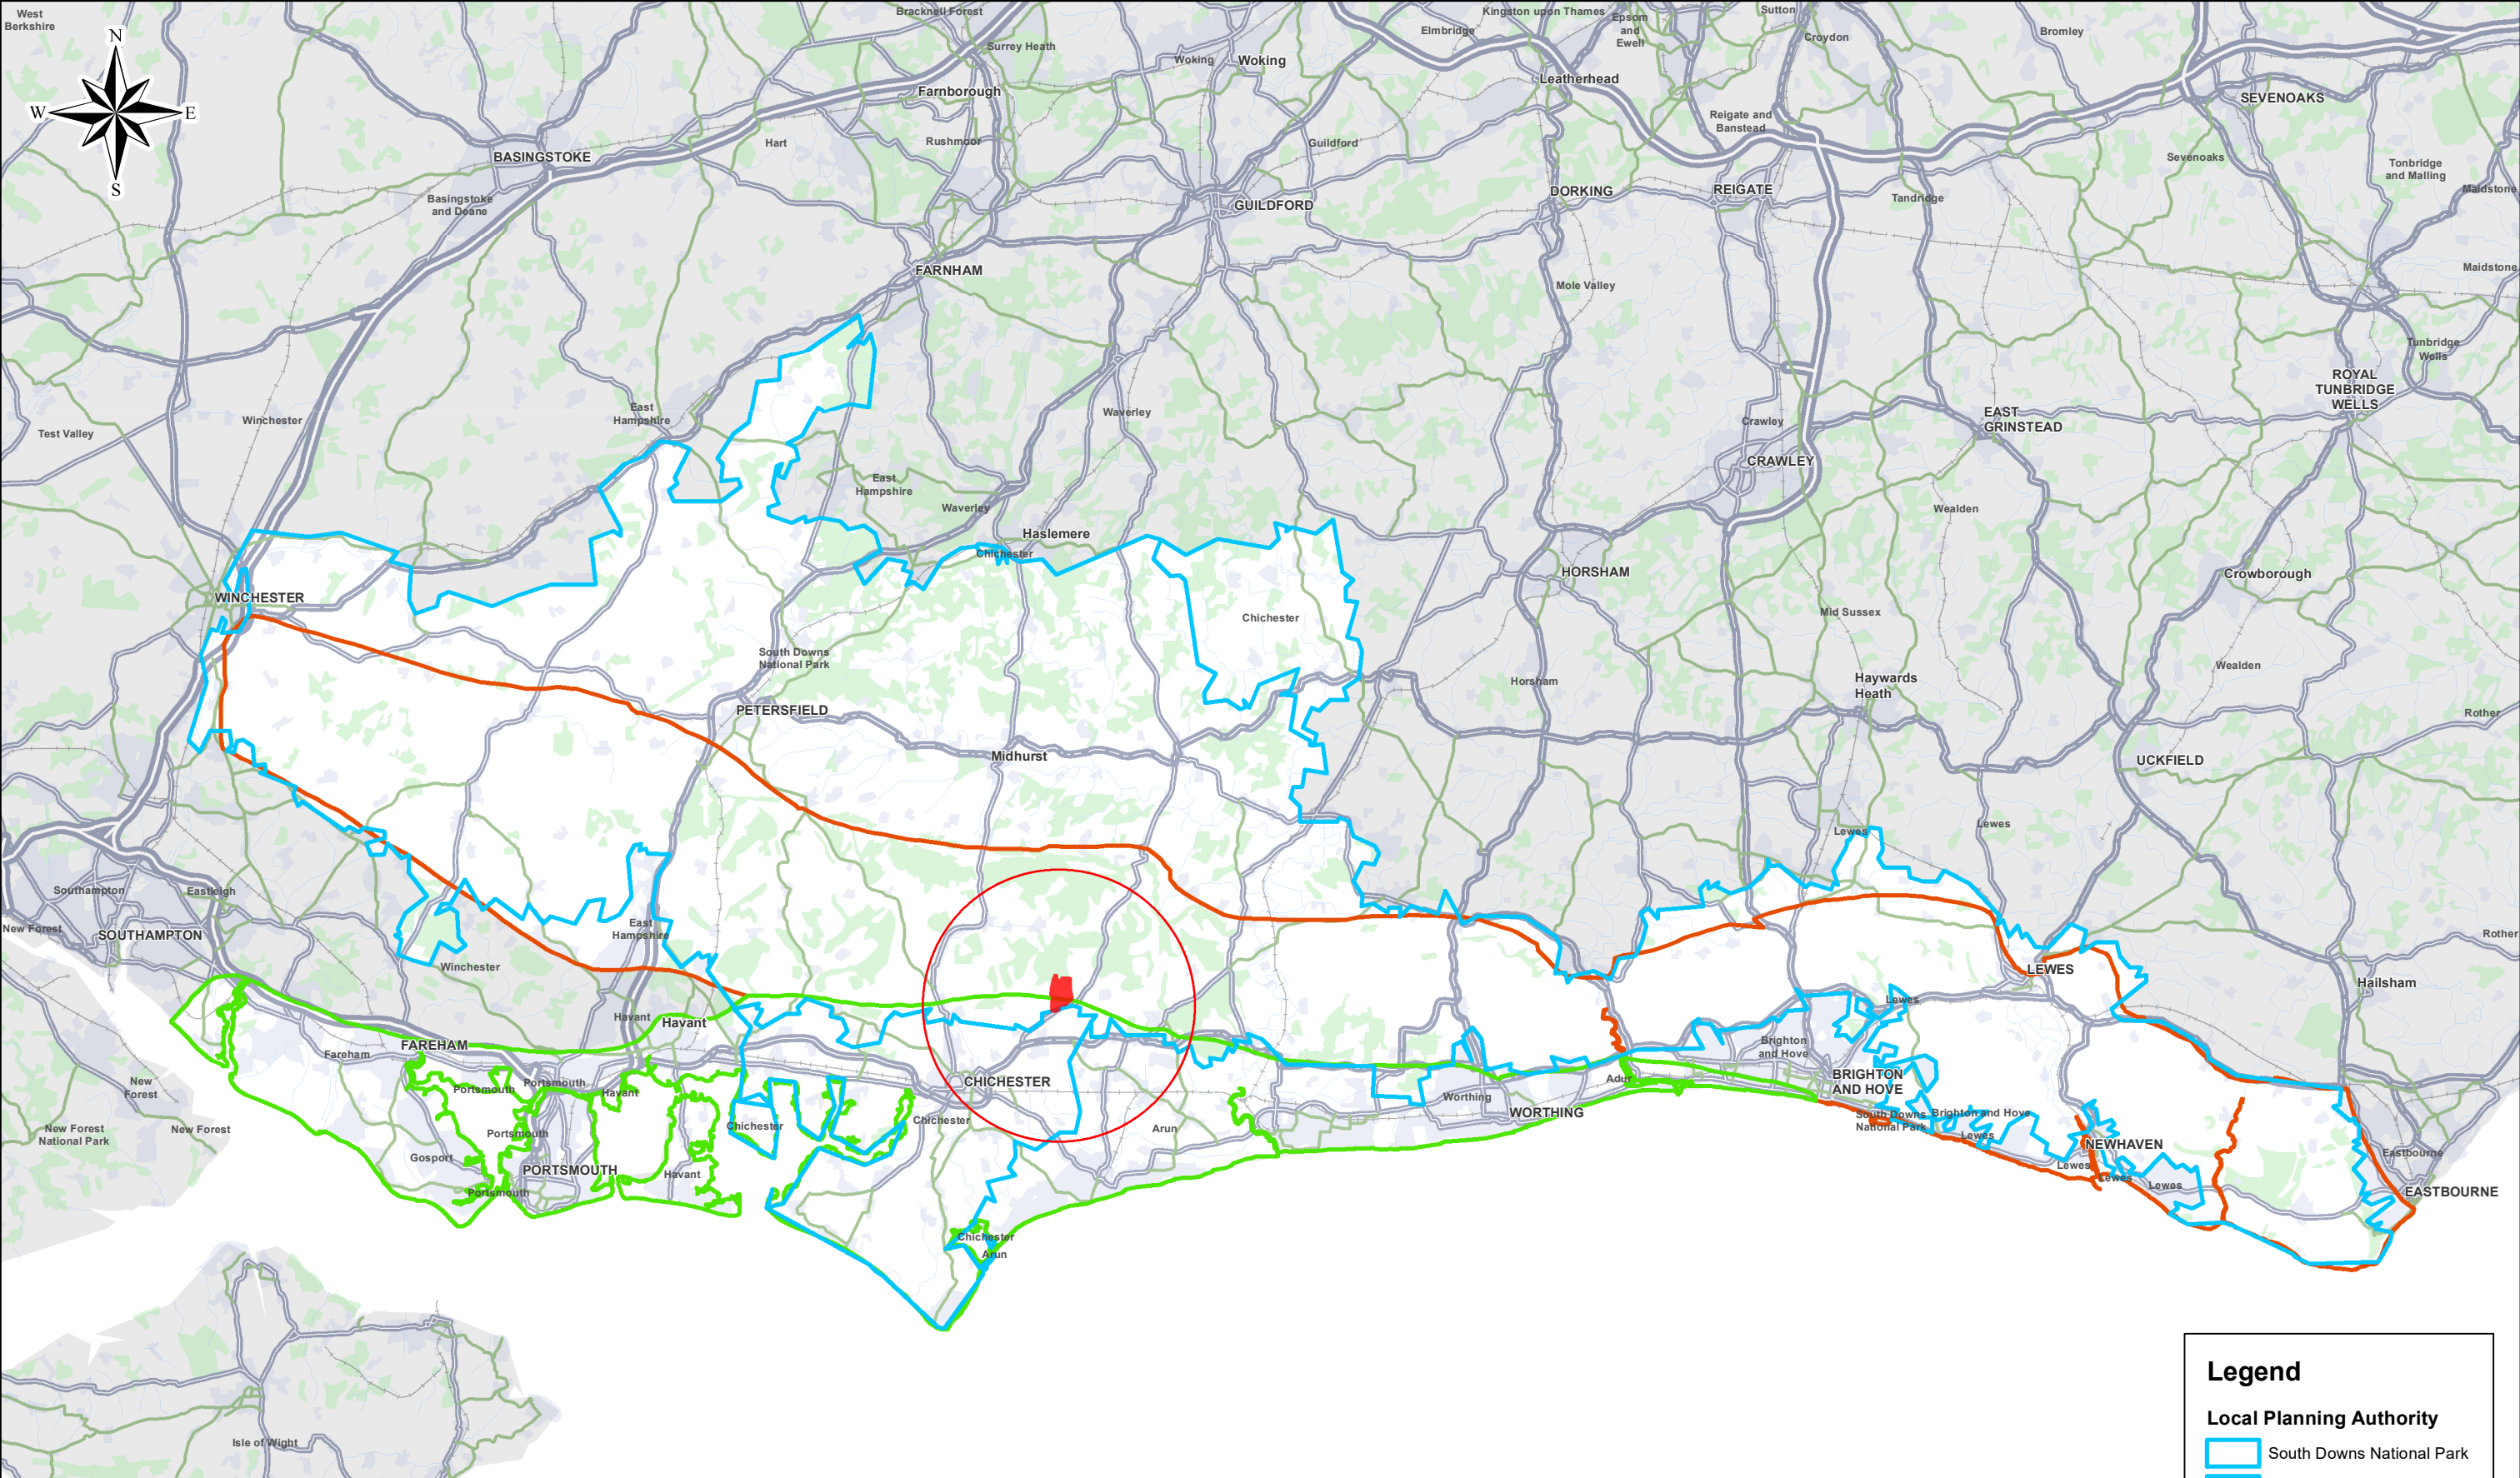 West
Berkshire
Bracknell Forest
Kingston upon Thames
Sutton
Epsom
and
Ewell
Elmbridge
Croydon
Bromley
N
W
E
S
Surrey Heath
Woking
Woking
Leatherhead
Farnborough
SEVENOAKS
Reigate and
Banstead
Hart
Rushmoor
Guildford
BASINGSTOKE
Sevenoaks
Tonbridge
and Malling
Maidstone
Basingstoke
and Deane
DORKING
REIGATE
Tandridge
GUILDFORD
FARNHAM
Maidstone
Mole Valley
Tunbridge
Wells
ROYAL
TUNBRIDGE
WELLS
East
Hampshire
Winchester
Test Valley
Waverley
Crawley
EAST
GRINSTEAD
CRAWLEY
East
Hampshire
Waverley
Wealden
Haslemere
Chichester
HORSHAM
Crowborough
WINCHESTER
Chichester
Mid Sussex
South Downs
National Park
Wealden
Horsham
Haywards
Heath
PETERSFIELD
Rother
Midhurst
UCKFIELD
Lewes
Lewes
Southampton
Eastleigh
New Forest
SOUTHAMPTON
East
Hampshire
Rother
Winchester
LEWES
Hailsham
Lewes
Havant
Havant
FAREHAM
Fareham
Brighton
and Hove
New
Forest
Portsmouth
Portsmouth
Havant
CHICHESTER
Adur
BRIGHTON
AND HOVE
Worthing
WORTHING
Chichester
Chichester
Arun
South Downs
National Park
Brighton and Hove
Lewes
New Forest
National Park
New Forest
Portsmouth
NEWHAVEN
Eastbourne
Gosport
PORTSMOUTH
Havant
Lewes
Lewes
Lewes
Portsmouth
EASTBOURNE
Chichester
Arun
Isle of Wight
Legend
Local Planning Authority
South Downs National Park